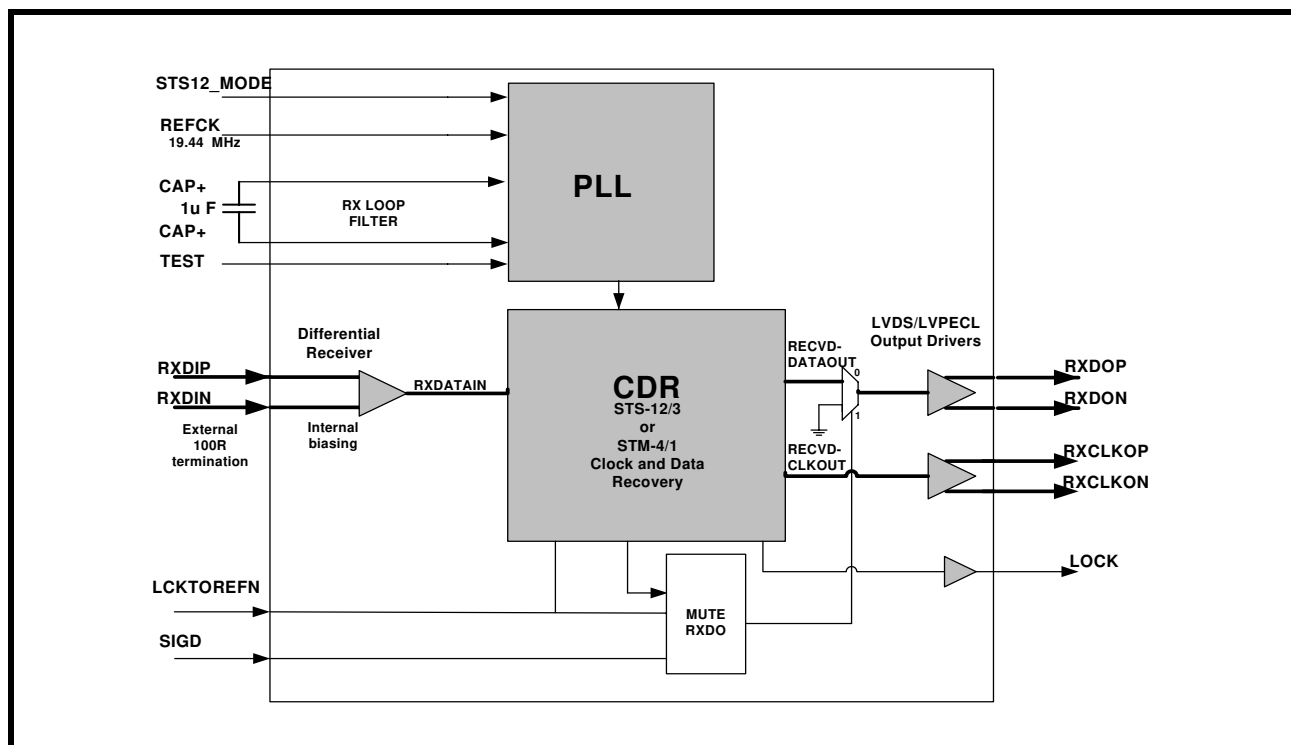 STS12_MODE
REFCK
19.44 MHz
CAP+
1u F
CAP+
RX LOOP
FILTER
TEST
PLL
Differential
Receiver
RXDIP
RXDIN
RXDATAIN
External
100R
termination
Internal
biasing
CDR
STS-12/3
or
STM-4/1
Clock and Data
Recovery
RECVD-
DATAOUT
0
1
RECVD-
CLKOUT
LVDS/LVPECL
Output Drivers
RXDOP
RXDON
RXCLKOP
RXCLKON
LOCK
LCKTOREFN
SIGD
MUTE
RXDO